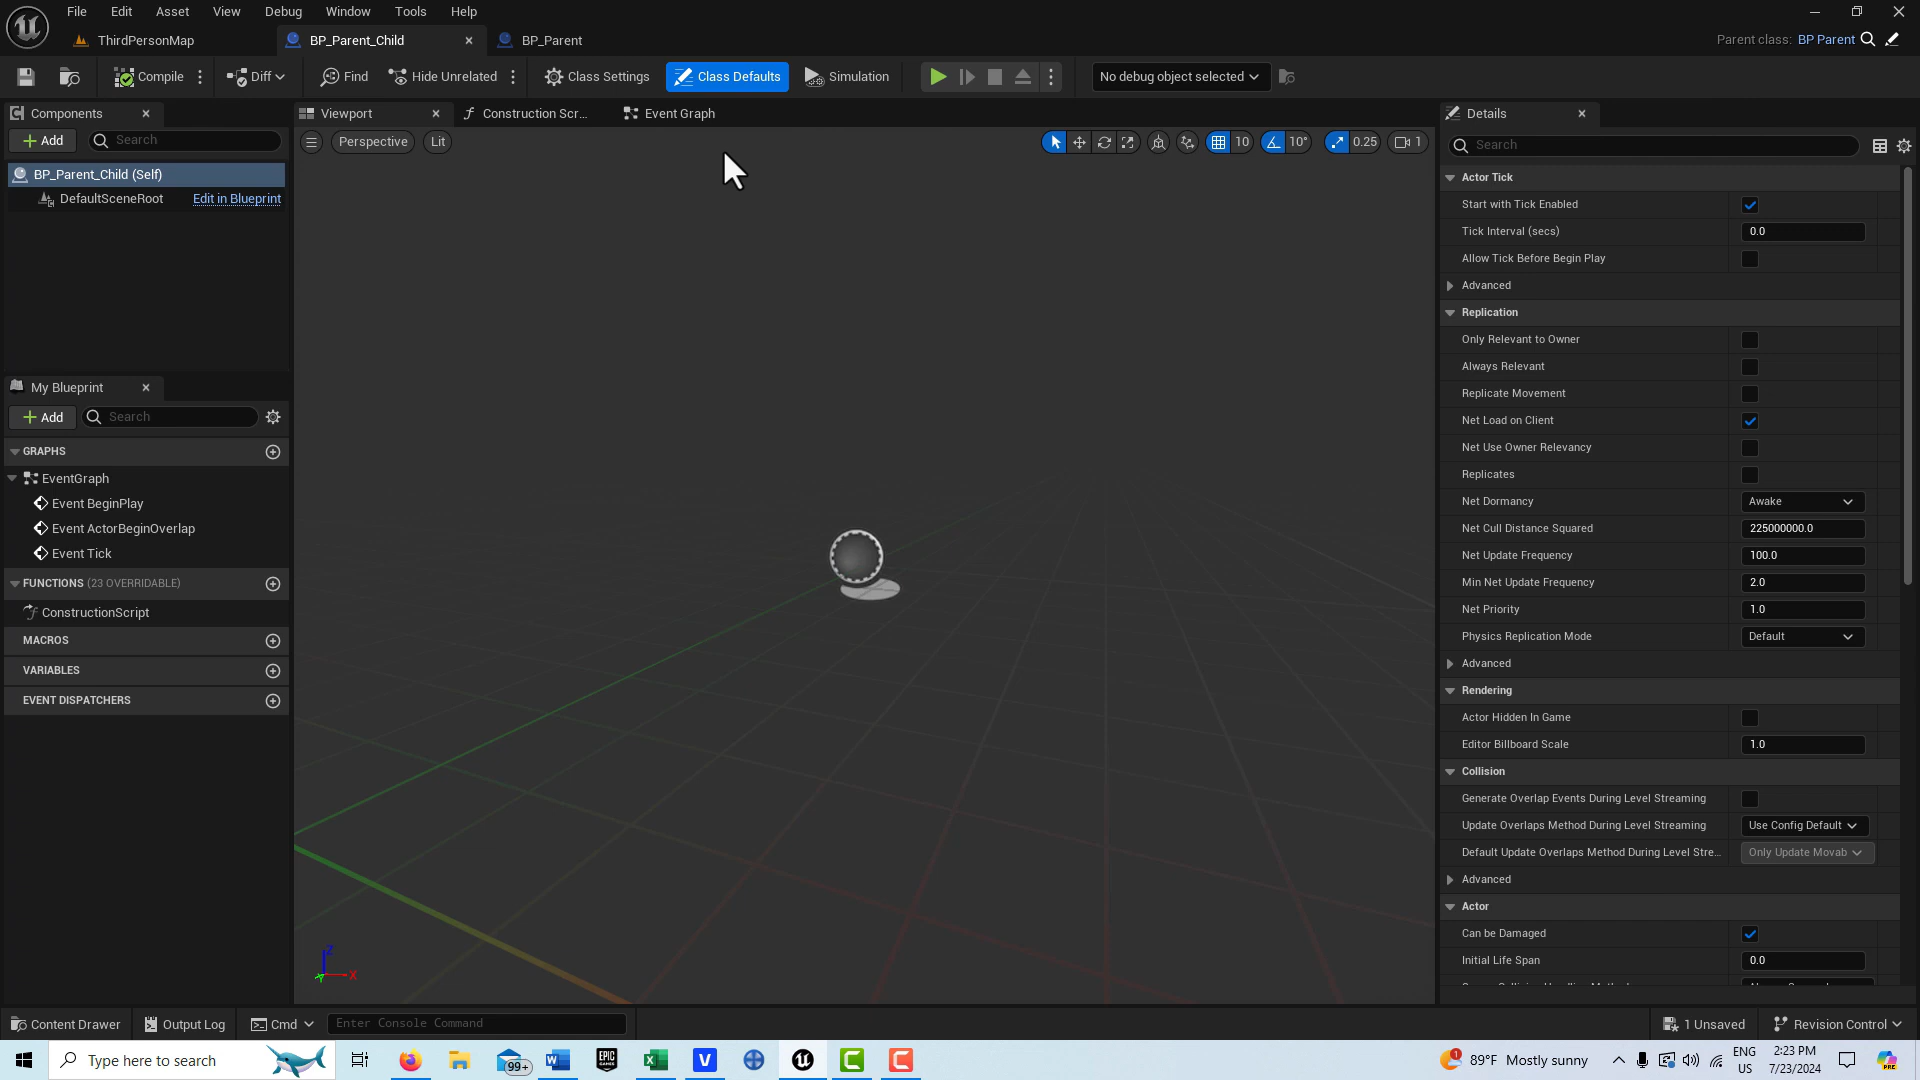 File Edit Asset View Debug Window Tools Help
ThirdPersonMap BP_Parent_Child BP_Parent Parent class: BP Parent
Compile Diff Find Hide Unrelated Class Settings Class Defaults Simulation No debug object selected
Components Viewport Construction Scr... Event Graph Details
Add Search Perspective Lit 10 10° 0.25 1 Search
BP_Parent_Child (Self)
DefaultSceneRoot Edit in Blueprint
My Blueprint
Add Search
GRAPHS
EventGraph
Event BeginPlay
Event ActorBeginOverlap
Event Tick
FUNCTIONS (23 OVERRIDABLE)
ConstructionScript
MACROS
VARIABLES
EVENT DISPATCHERS
Z
X
Y
Actor Tick
Start with Tick Enabled
Tick Interval (secs) 0.0
Allow Tick Before Begin Play
Advanced
Replication
Only Relevant to Owner
Always Relevant
Replicate Movement
Net Load on Client
Net Use Owner Relevancy
Replicates
Net Dormancy Awake
Net Cull Distance Squared 225000000.0
Net Update Frequency 100.0
Min Net Update Frequency 2.0
Net Priority 1.0
Physics Replication Mode Default
Advanced
Rendering
Actor Hidden In Game
Editor Billboard Scale 1.0
Collision
Generate Overlap Events During Level Streaming
Update Overlaps Method During Level Streaming Use Config Default
Default Update Overlaps Method During Level Stre... Only Update Movab
Advanced
Actor
Can be Damaged
Initial Life Span 0.0
Content Drawer Output Log Cmd Enter Console Command 1 Unsaved Revision Control
Type here to search 99+ EPIC GAMES 1 89°F Mostly sunny ENG US 2:23 PM 7/23/2024 PRE